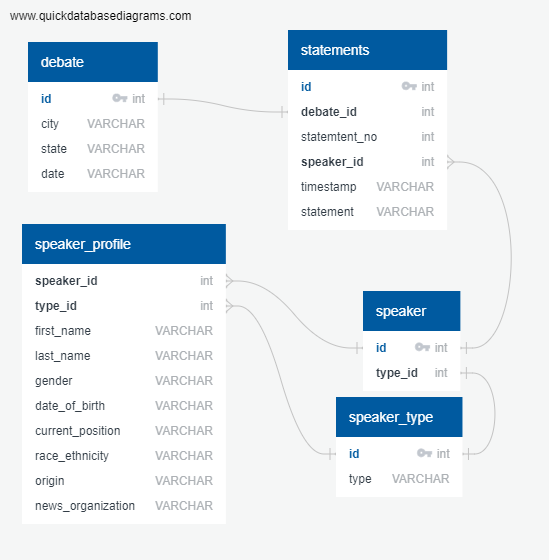 www.quickdatabasediagrams.com
debate
id int
city VARCHAR
state VARCHAR
date VARCHAR
statements
id int
debate_id int
statemtent_no int
speaker_id int
timestamp VARCHAR
statement VARCHAR
speaker_profile
speaker_id int
type_id int
first_name VARCHAR
last_name VARCHAR
gender VARCHAR
date_of_birth VARCHAR
current_position VARCHAR
race_ethnicity VARCHAR
origin VARCHAR
news_organization VARCHAR
speaker
id int
type_id int
speaker_type
id int
type VARCHAR